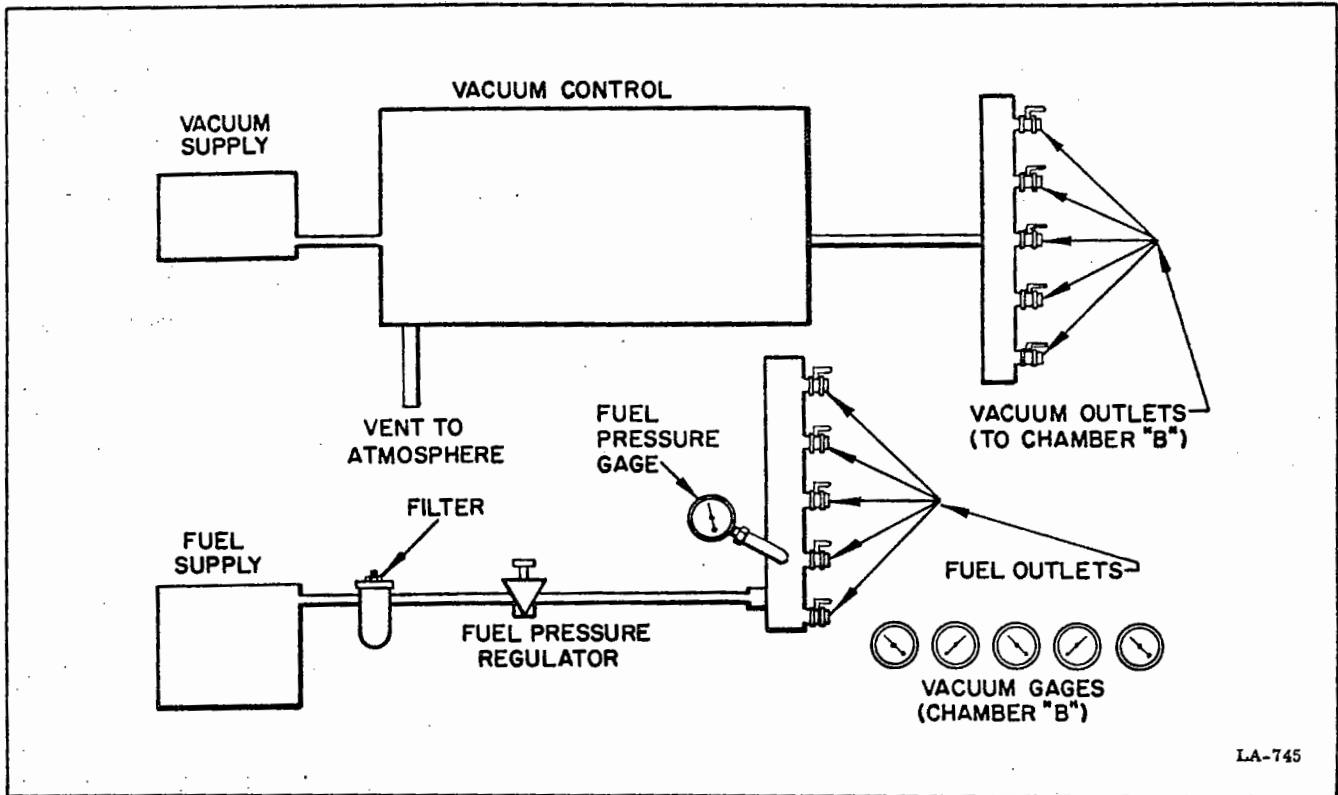 VACUUM CONTROL
VACUUM
SUPPLY
VENT TO
ATMOSPHERE
VACUUM OUTLETS
(TO CHAMBER "B")
FUEL
PRESSURE
GAGE
FILTER
FUEL
SUPPLY
FUEL PRESSURE
REGULATOR
FUEL OUTLETS
VACUUM GAGES
(CHAMBER "B")
LA-745